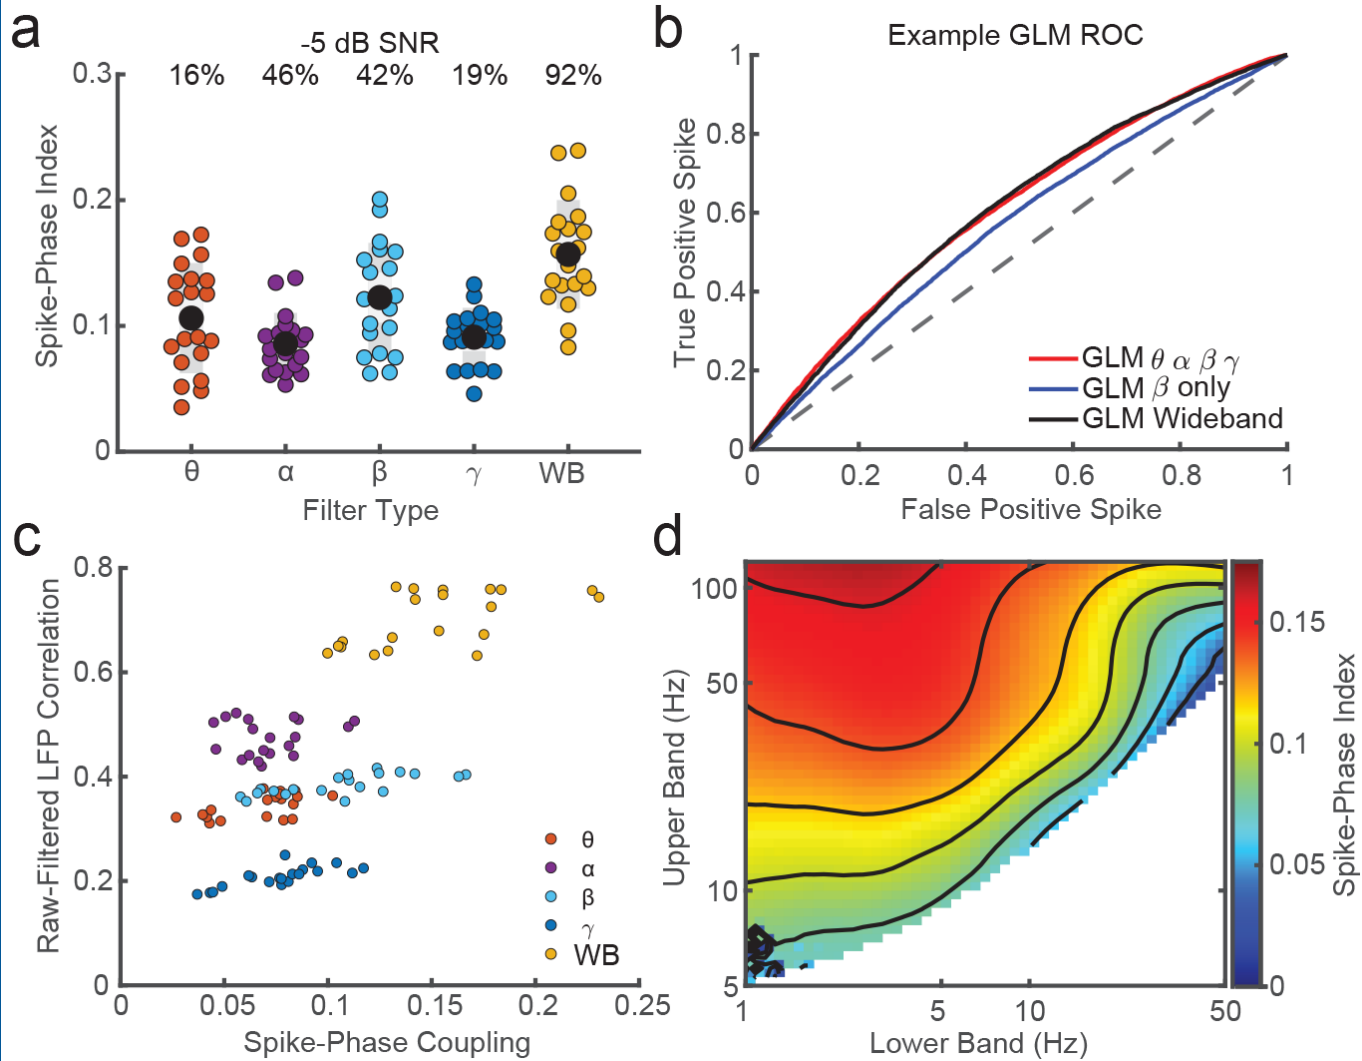 a
-5 dB SNR
16% 46% 42% 19% 92%
0.3
0.2
0.1
0
Spike-Phase Index
θ α β γ WB
Filter Type
b
Example GLM ROC
1
0.8
0.6
0.4
0.2
0
True Positive Spike
GLM θ α β γ
GLM β only
GLM Wideband
0 0.2 0.4 0.6 0.8 1
False Positive Spike
c
0.8
0.6
0.4
0.2
0
Raw-Filtered LFP Correlation
θ
α
β
γ
WB
0 0.05 0.1 0.15 0.2 0.25
Spike-Phase Coupling
d
100
50
10
5
Upper Band (Hz)
1 5 10 50
Lower Band (Hz)
0.15
0.1
0.05
0
Spike-Phase Index